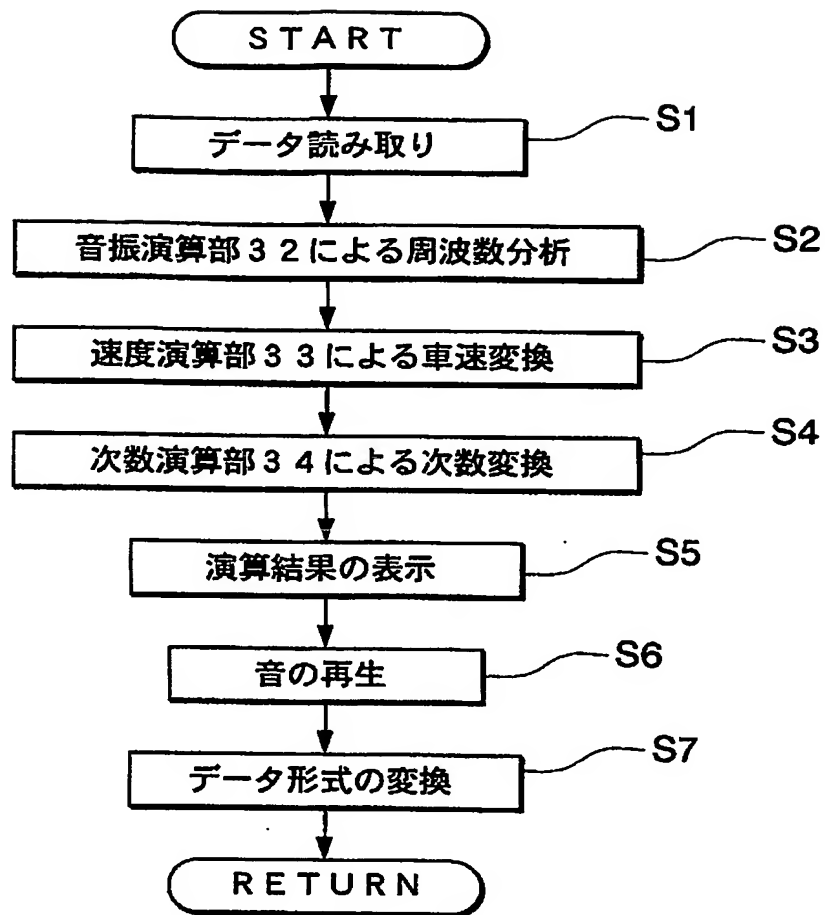 START
データ読み取り
S1
音振演算部32による周波数分析
S2
速度演算部33による車速変換
S3
次数演算部34による次数変換
S4
演算結果の表示
S5
音の再生
S6
データ形式の変換
S7
RETURN